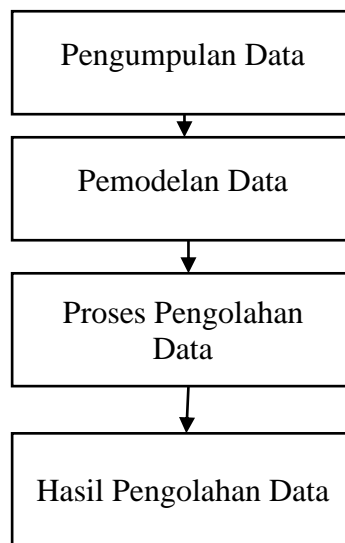 Pengumpulan Data
Pemodelan Data
Proses Pengolahan
Data
Hasil Pengolahan Data